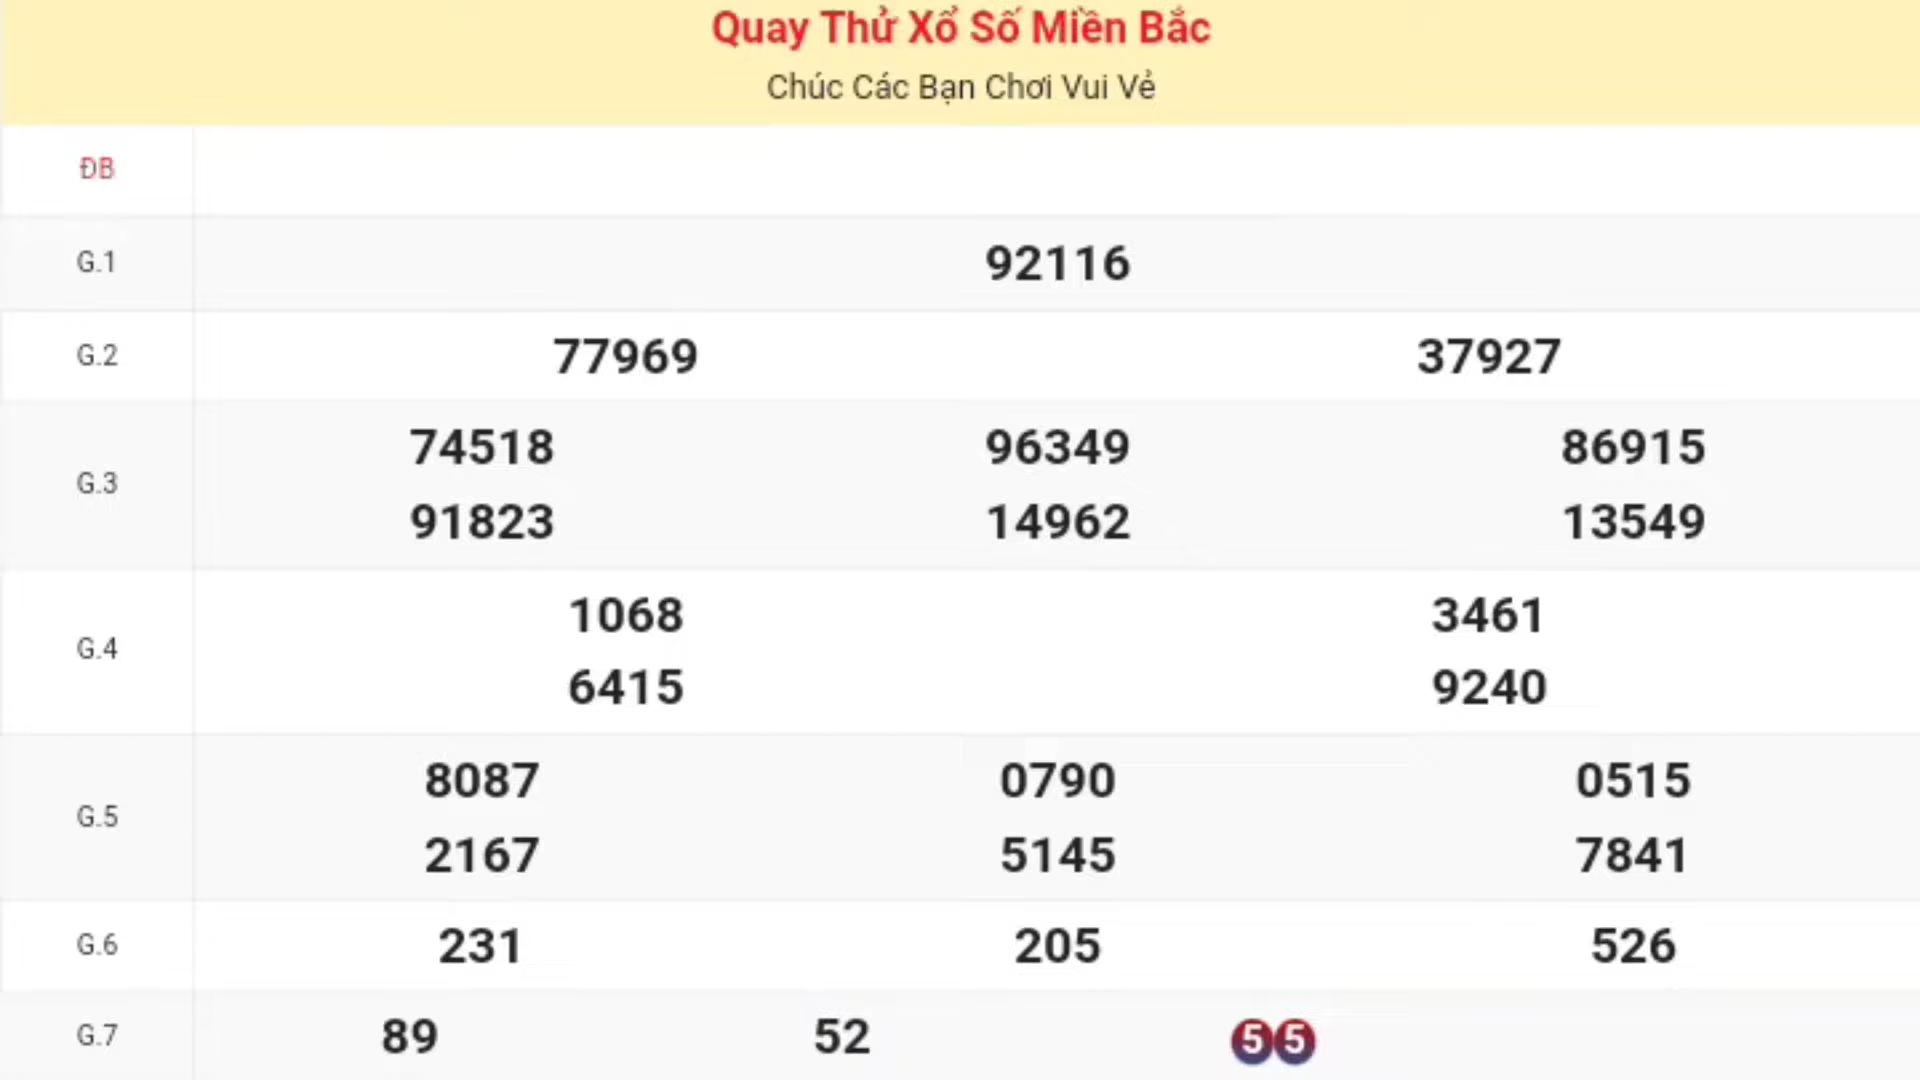 Quay Thử Xổ Số Miền Bắc
Chúc Các Bạn Chơi Vui Vẻ
ĐB
G.1 92116
G.2 77969 37927
G.3 74518 96349 86915
91823 14962 13549
G.4 1068 3461
6415 9240
G.5 8087 0790 0515
2167 5145 7841
G.6 231 205 526
G.7 89 52 55